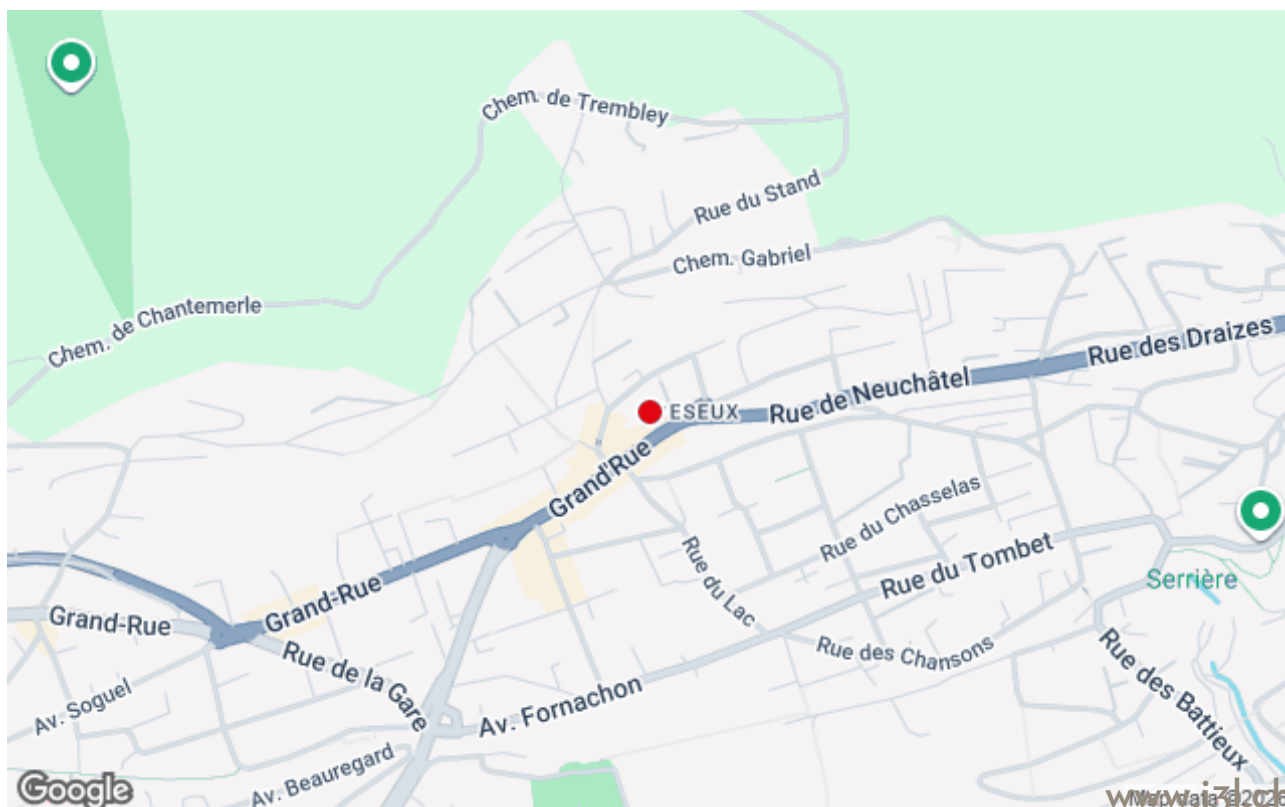 Chem. de Trembley
Rue du Stand
Chem. Gabriel
Chem. de Chantemerle
Rue des Draizes
Rue de Neuchâtel
ESEUX
Grand'Rue
Rue du Chasselas
Rue du Tombet
Serrière
Rue du Lac
Grand-Rue
Grand-Rue
Rue des Chansons
Rue de la Gare
Rue des Battieux
Av. Soguel
Av. Fornachon
Av. Beauregard
Google